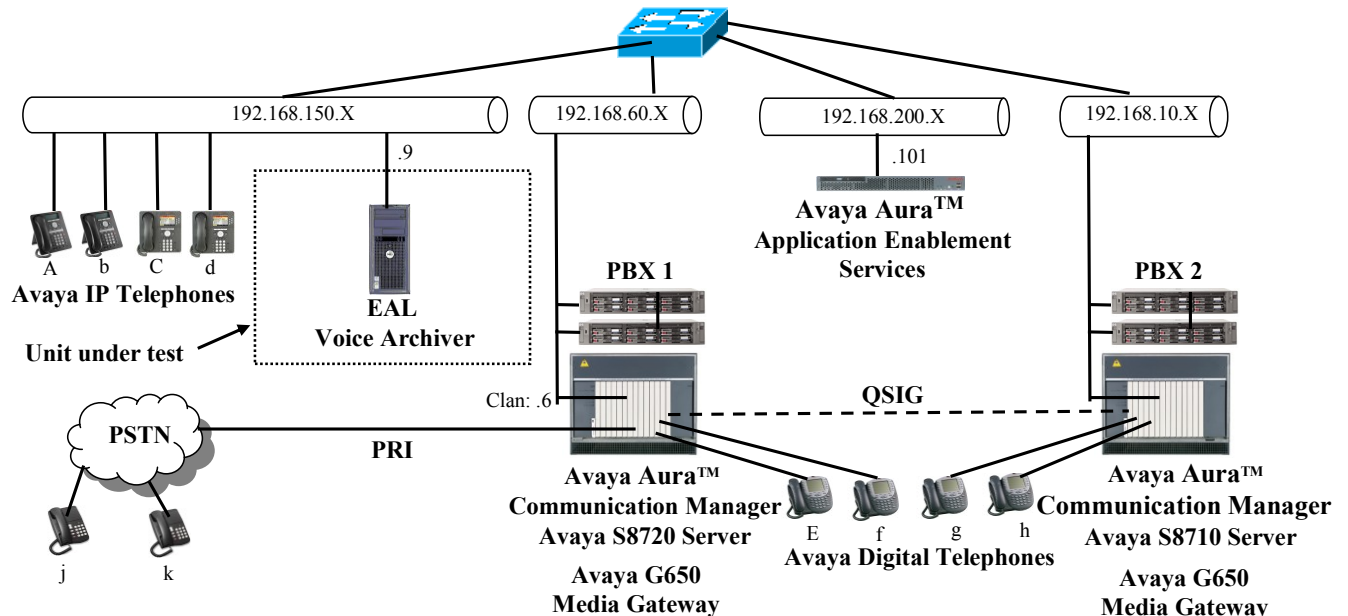 192.168.150.X
192.168.60.X
192.168.200.X
192.168.10.X
.9
.101
A
b
C
d
Avaya IP Telephones
EAL
Voice Archiver
Unit under test
Avaya Aura™
Application Enablement
Services
PBX 1
PBX 2
Clan: .6
QSIG
PSTN
PRI
j
k
E
f
g
h
Avaya Digital Telephones
Avaya Aura™
Communication Manager
Avaya S8720 Server
Avaya G650
Media Gateway
Avaya Aura™
Communication Manager
Avaya S8710 Server
Avaya G650
Media Gateway